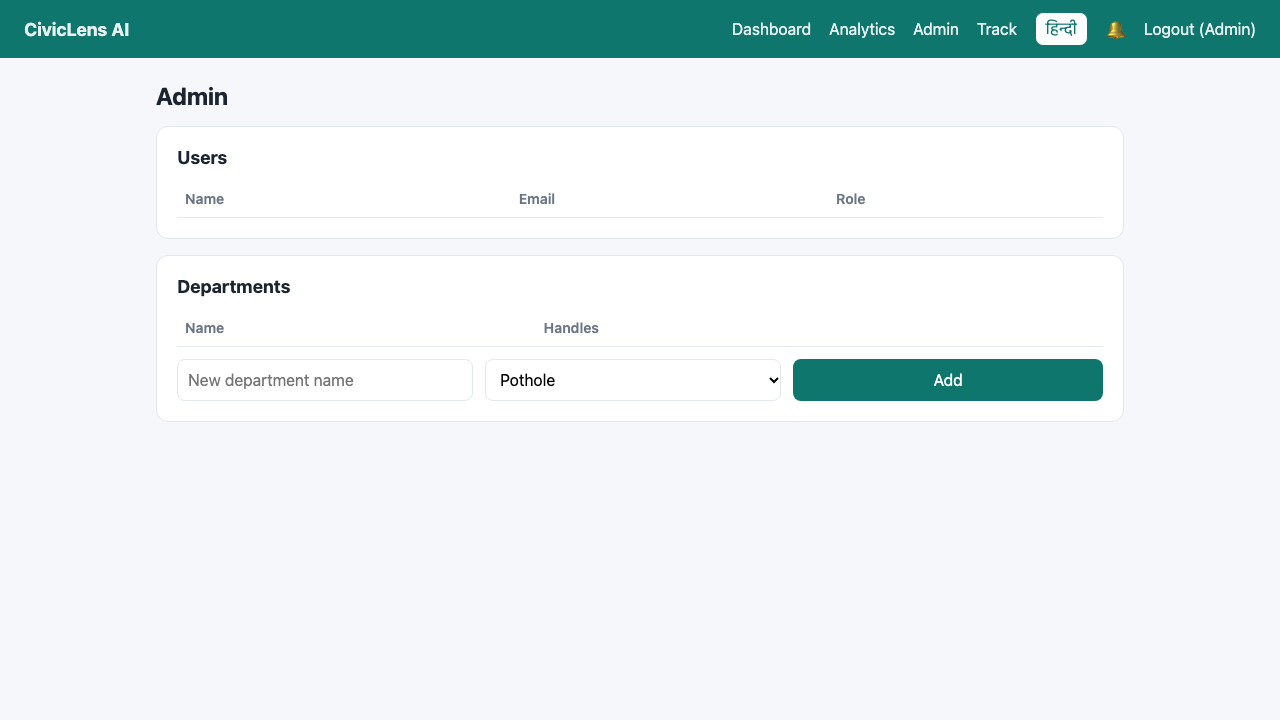 CivicLens AI
Dashboard Analytics Admin Track हिन्दी 🔔 Logout (Admin)
Admin
Users
Name Email Role
Departments
Name Handles
New department name Pothole Add